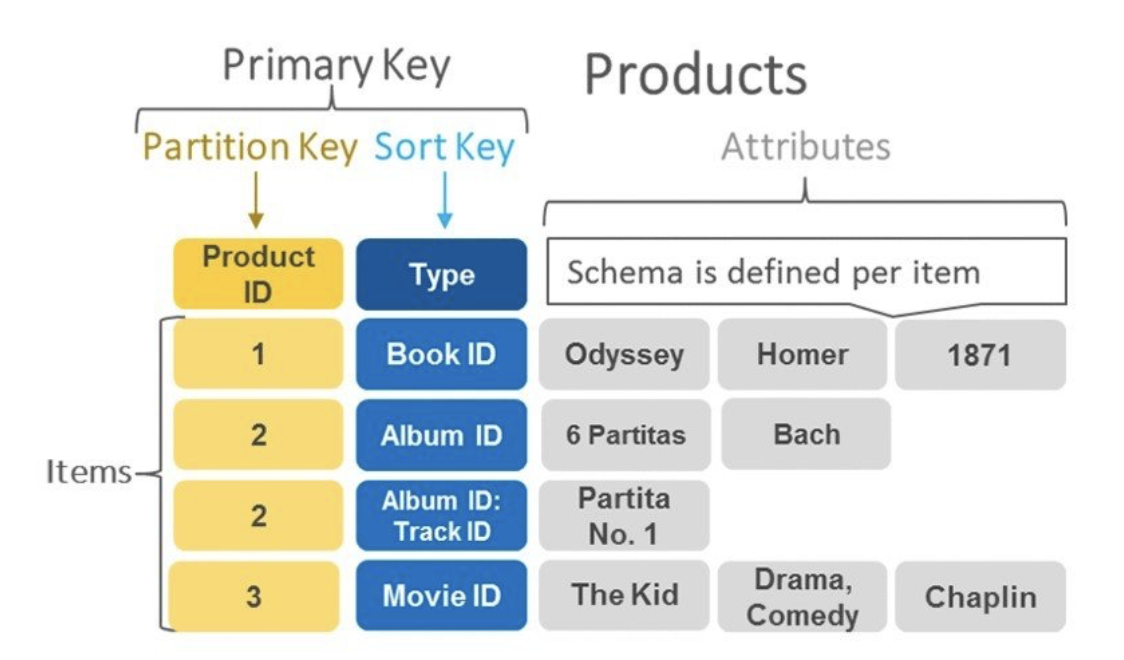 Primary Key
Products
Partition Key
Sort Key
Attributes
Product
ID
Type
Schema is defined per item
Items
1
Book ID
Odyssey
Homer
1871
2
Album ID
6 Partitas
Bach
2
Album ID:
Track ID
Partita
No. 1
3
Movie ID
The Kid
Drama,
Comedy
Chaplin